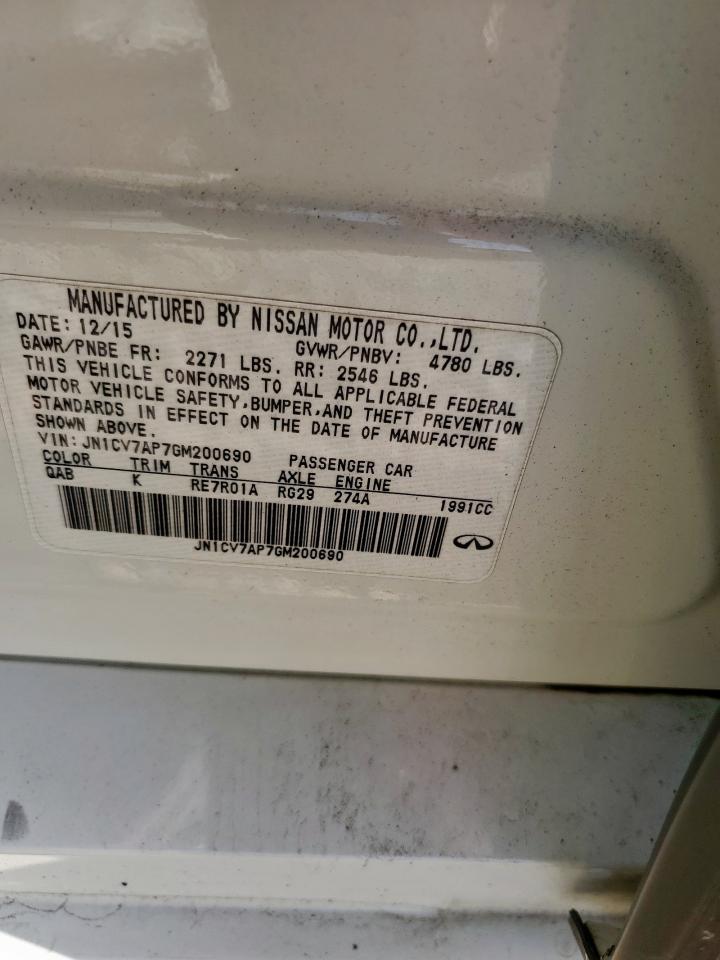 MANUFACTURED BY NISSAN MOTOR CO.,LTD.
DATE: 12/15 GVWR/PNBV: 4780 LBS.
GAWR/PNBE FR: 2271 LBS. RR: 2546 LBS.
THIS VEHICLE CONFORMS TO ALL APPLICABLE FEDERAL
MOTOR VEHICLE SAFETY,BUMPER,AND THEFT PREVENTION
STANDARDS IN EFFECT ON THE DATE OF MANUFACTURE
SHOWN ABOVE.
VIN: JN1CV7AP7GM200690 PASSENGER CAR
COLOR TRIM TRANS AXLE ENGINE
QAB K RE7R01A RG29 274A 1991CC
JN1CV7AP7GM200690